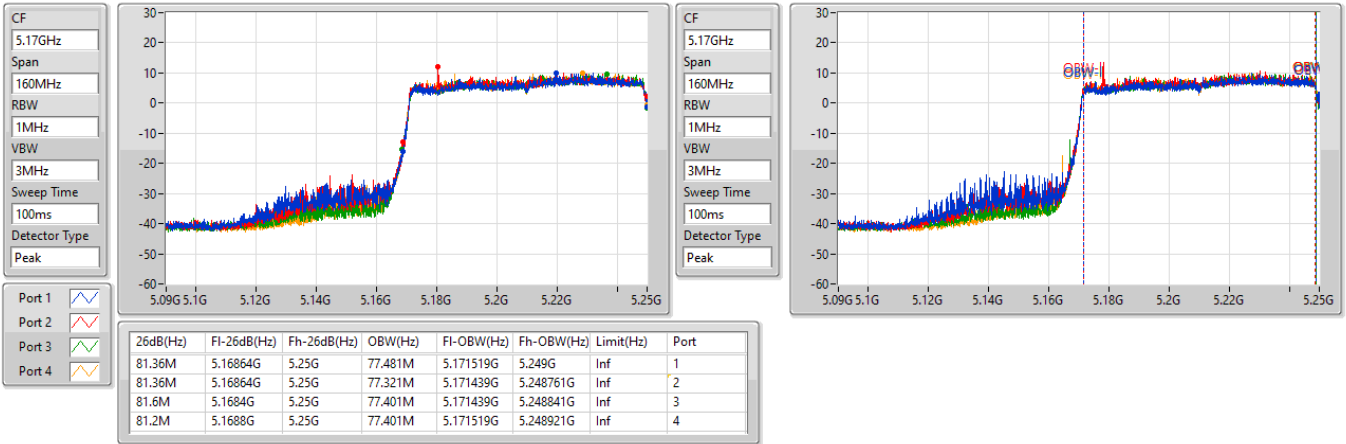 CF
5.17GHz
Span
160MHz
RBW
1MHz
VBW
3MHz
Sweep Time
100ms
Detector Type
Peak
30
20
10
0
-10
-20
-30
-40
-50
-60
5.09G 5.1G 5.12G 5.14G 5.16G 5.18G 5.2G 5.22G 5.25G
CF
5.17GHz
Span
160MHz
RBW
1MHz
VBW
3MHz
Sweep Time
100ms
Detector Type
Peak
30
20
10
0
-10
-20
-30
-40
-50
-60
OBW-l
OBW
5.09G 5.1G 5.12G 5.14G 5.16G 5.18G 5.2G 5.22G 5.25G
Port 1
Port 2
Port 3
Port 4
26dB(Hz) Fl-26dB(Hz) Fh-26dB(Hz) OBW(Hz) Fl-OBW(Hz) Fh-OBW(Hz) Limit(Hz) Port
81.36M 5.16864G 5.25G 77.481M 5.171519G 5.249G Inf 1
81.36M 5.16864G 5.25G 77.321M 5.171439G 5.248761G Inf 2
81.6M 5.1684G 5.25G 77.401M 5.171439G 5.248841G Inf 3
81.2M 5.1688G 5.25G 77.401M 5.171519G 5.248921G Inf 4